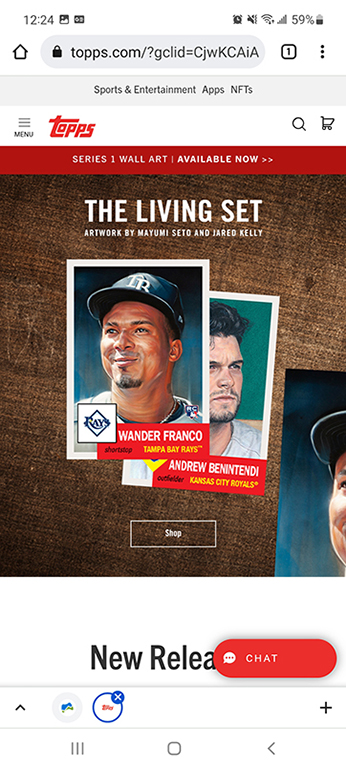 12:24
59%
topps.com/?gclid=CjwKCAiA
1
Sports & Entertainment Apps NFTs
MENU
topps
SERIES 1 WALL ART | AVAILABLE NOW >>
THE LIVING SET
ARTWORK BY MAYUMI SETO AND JARED KELLY
TB
RC
RAYS
WANDER FRANCO
shortstop TAMPA BAY RAYS™
ANDREW BENINTENDI
outfielder KANSAS CITY ROYALS®
Shop
New Relea
CHAT
topps